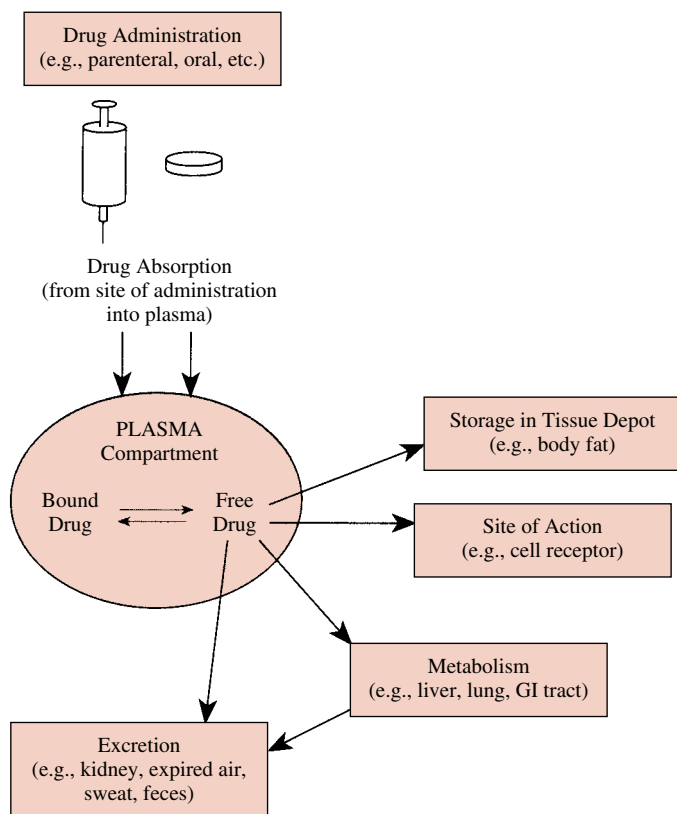 Drug Administration
(e.g., parenteral, oral, etc.)
Drug Absorption
(from site of administration
into plasma)
PLASMA
Compartment
Bound
Drug
Free
Drug
Storage in Tissue Depot
(e.g., body fat)
Site of Action
(e.g., cell receptor)
Metabolism
(e.g., liver, lung, GI tract)
Excretion
(e.g., kidney, expired air,
sweat, feces)